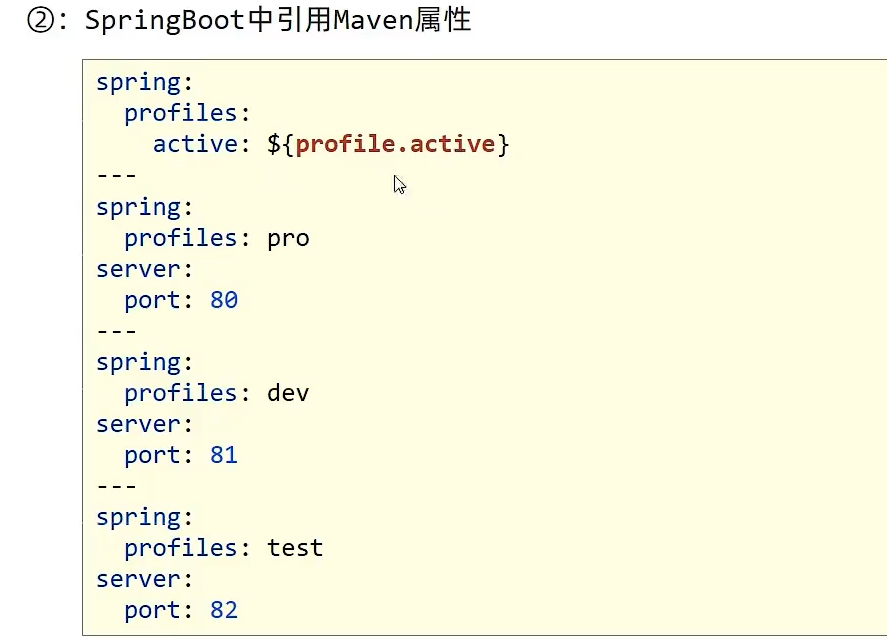 ②：SpringBoot中引用Maven属性
spring:
  profiles:
    active: ${profile.active}
---
spring:
  profiles: pro
server:
  port: 80
---
spring:
  profiles: dev
server:
  port: 81
---
spring:
  profiles: test
server:
  port: 82